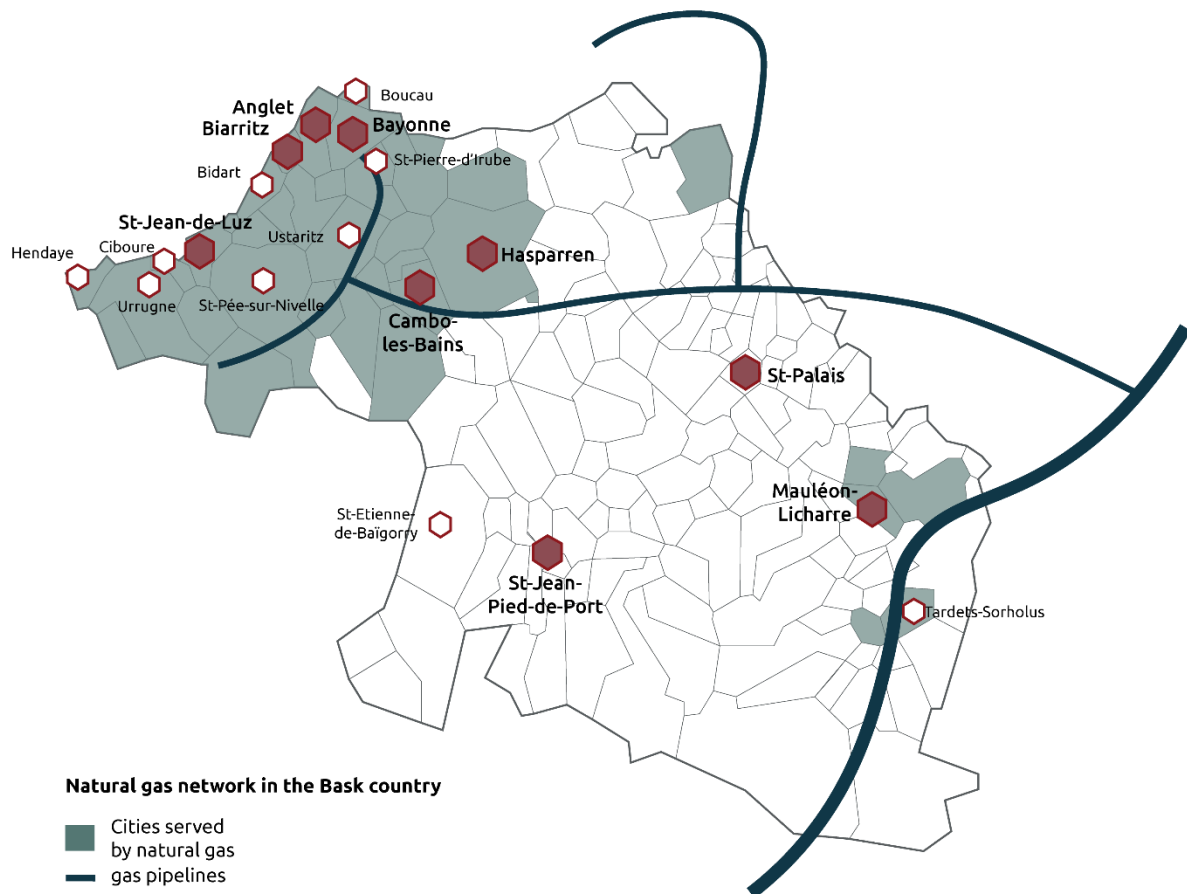 Boucau
Anglet
Biarritz
Bayonne
St-Pierre-d'Irube
Bidart
St-Jean-de-Luz
Ustaritz
Hendaye
Ciboure
Hasparren
Urrugne
St-Pée-sur-Nivelle
Cambo-
les-Bains
St-Palais
Mauléon-
Licharre
St-Etienne-
de-Baïgorry
St-Jean-
Pied-de-Port
Tardets-Sorholus
Natural gas network in the Bask country
Cities served
by natural gas
gas pipelines